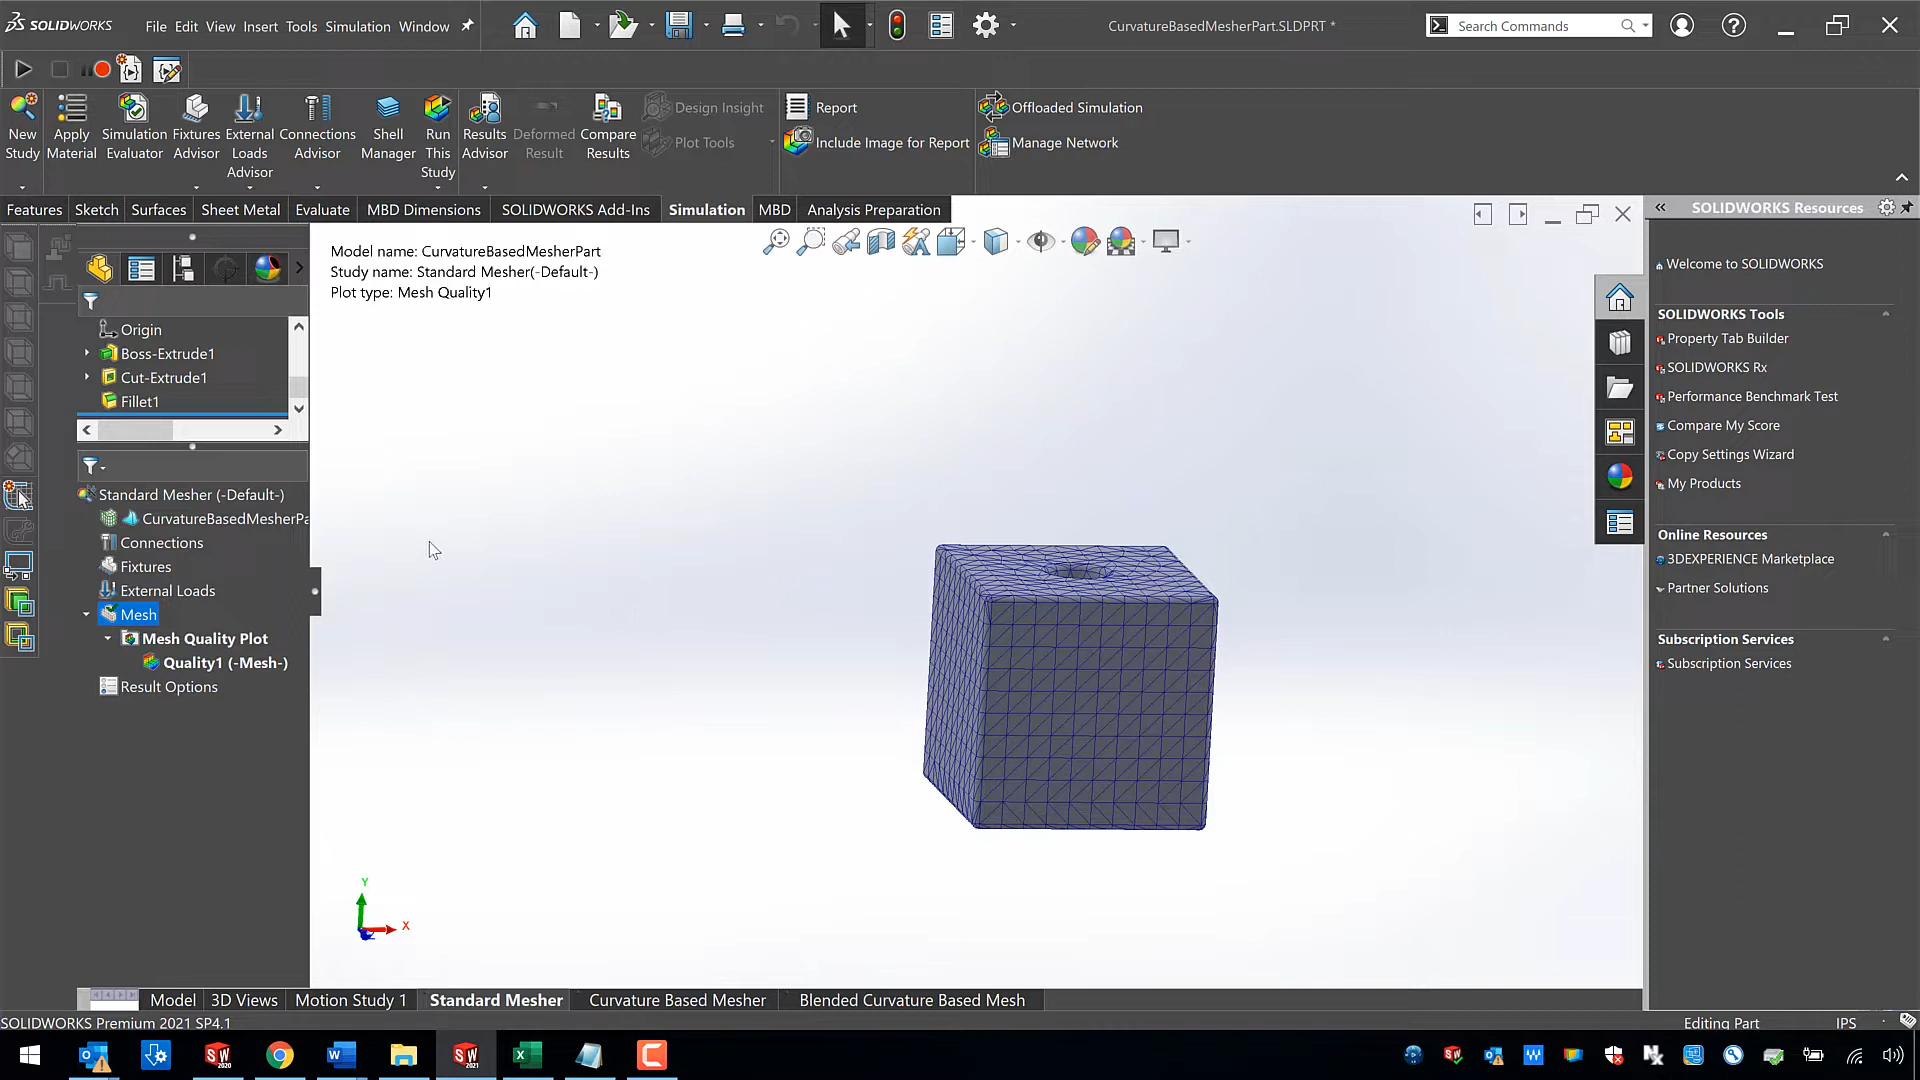 SOLIDWORKS File Edit View Insert Tools Simulation Window
CurvatureBasedMesherPart.SLDPRT *
Search Commands
New Study
Apply Material
Simulation Evaluator
Fixtures Advisor
External Loads Advisor
Connections Advisor
Shell Manager
Run This Study
Results Advisor
Deformed Result
Compare Results
Design Insight
Plot Tools
Report
Include Image for Report
Offloaded Simulation
Manage Network
Features Sketch Surfaces Sheet Metal Evaluate MBD Dimensions SOLIDWORKS Add-Ins Simulation MBD Analysis Preparation
Origin
Boss-Extrude1
Cut-Extrude1
Fillet1
Standard Mesher (-Default-)
CurvatureBasedMesherPa
Connections
Fixtures
External Loads
Mesh
Mesh Quality Plot
Quality1 (-Mesh-)
Result Options
Model name: CurvatureBasedMesherPart
Study name: Standard Mesher(-Default-)
Plot type: Mesh Quality1
Y
X
SOLIDWORKS Resources
Welcome to SOLIDWORKS
SOLIDWORKS Tools
Property Tab Builder
SOLIDWORKS Rx
Performance Benchmark Test
Compare My Score
Copy Settings Wizard
My Products
Online Resources
3DEXPERIENCE Marketplace
Partner Solutions
Subscription Services
Subscription Services
Model 3D Views Motion Study 1 Standard Mesher Curvature Based Mesher Blended Curvature Based Mesh
SOLIDWORKS Premium 2021 SP4.1
Editing Part
IPS
SW 2020
SW 2021